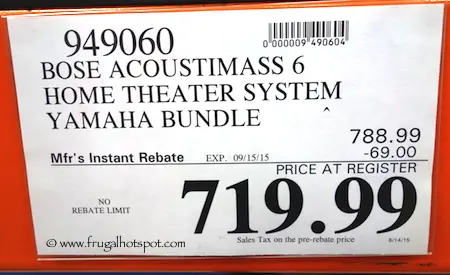 949060
0000009 490604
BOSE ACOUSTIMASS 6
HOME THEATER SYSTEM
YAMAHA BUNDLE
^
788.99
Mfr's Instant Rebate EXP. 09/15/15 -69.00
PRICE AT REGISTER
NO
REBATE LIMIT
719.99
© www.frugalhotspot.com
Sales Tax on the pre-rebate price
8/14/15